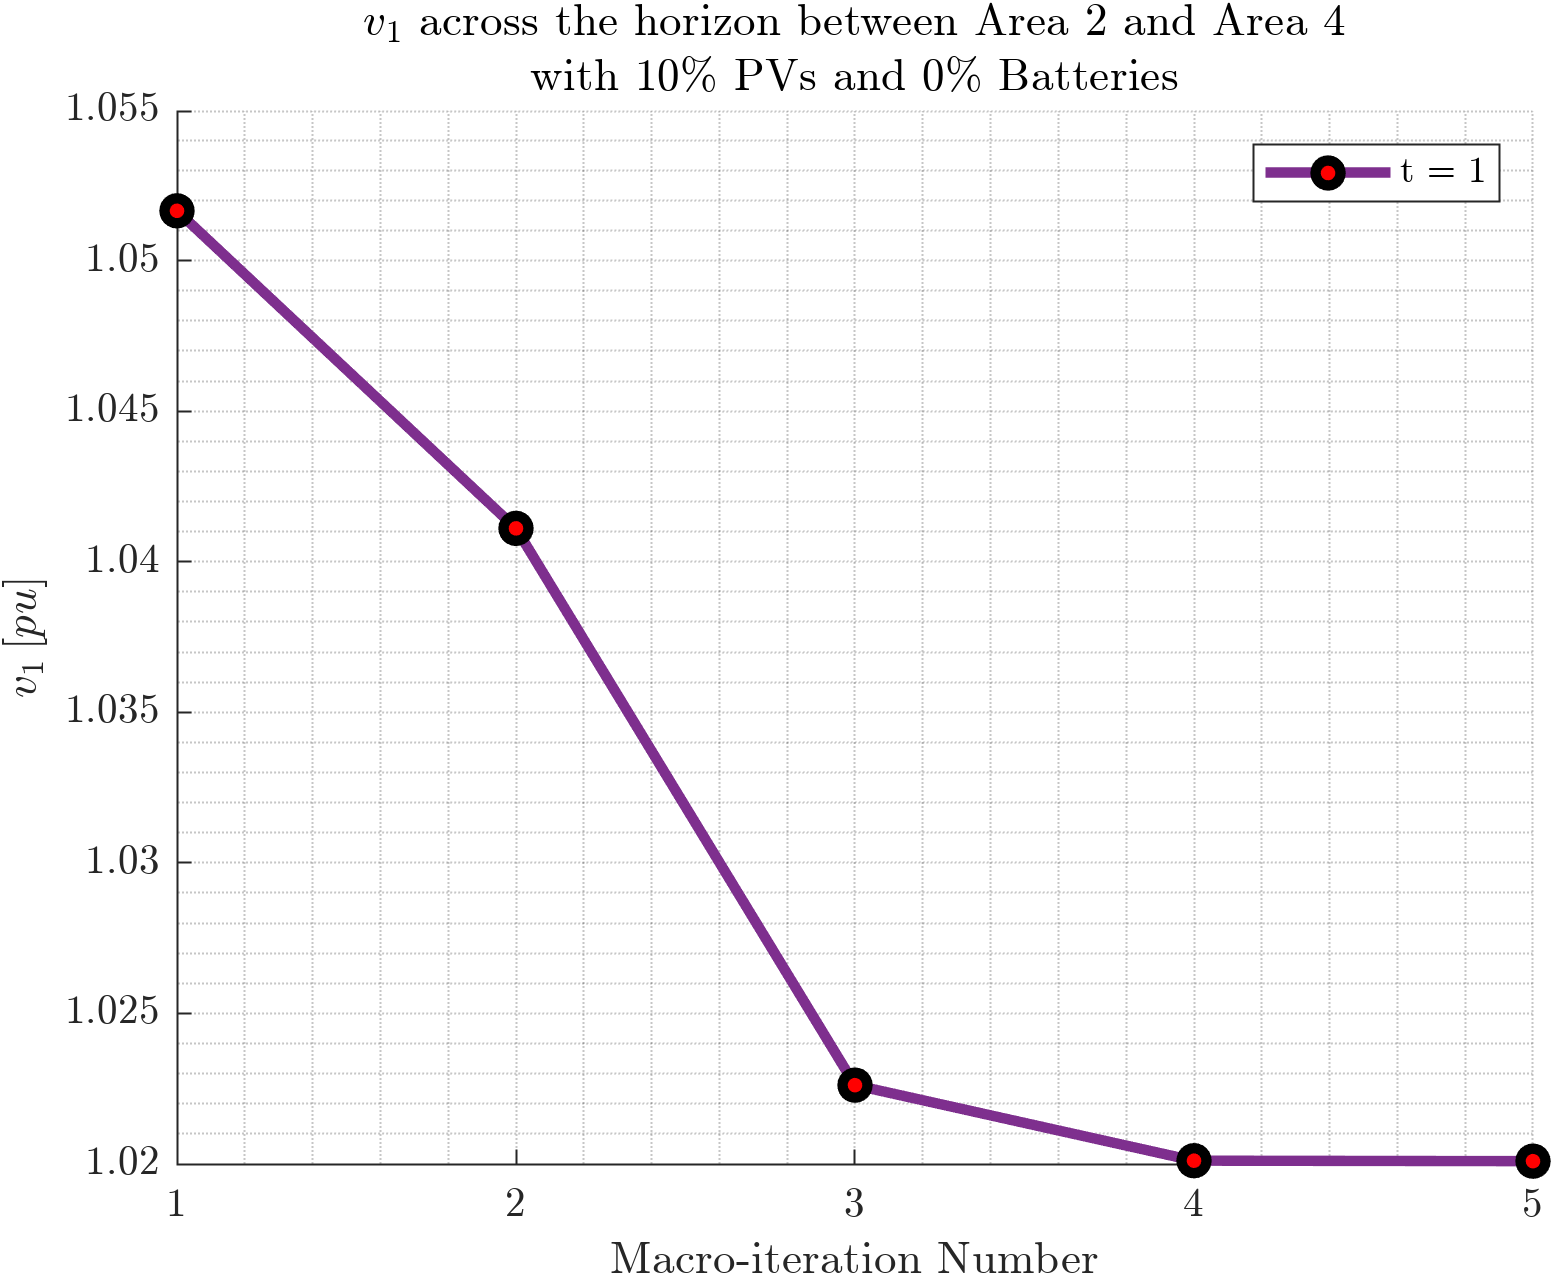 v₁ across the horizon between Area 2 and Area 4
with 10% PVs and 0% Batteries
1.055
1.05
1.045
1.04
1.035
1.03
1.025
1.02
v₁ [pu]
t = 1
1 2 3 4 5
Macro-iteration Number